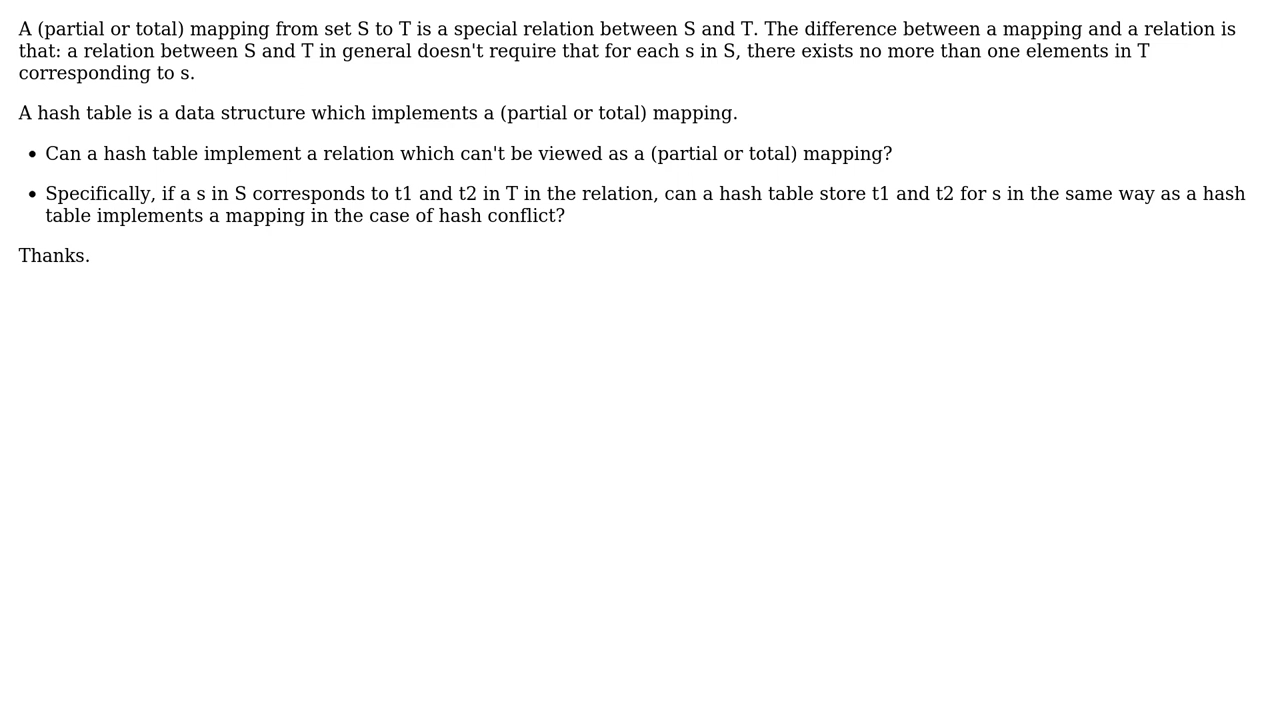 A (partial or total) mapping from set S to T is a special relation between S and T. The difference between a mapping and a relation is
that: a relation between S and T in general doesn't require that for each s in S, there exists no more than one elements in T
corresponding to s.
A hash table is a data structure which implements a (partial or total) mapping.
• Can a hash table implement a relation which can't be viewed as a (partial or total) mapping?
• Specifically, if a s in S corresponds to t1 and t2 in T in the relation, can a hash table store t1 and t2 for s in the same way as a hash
table implements a mapping in the case of hash conflict?
Thanks.